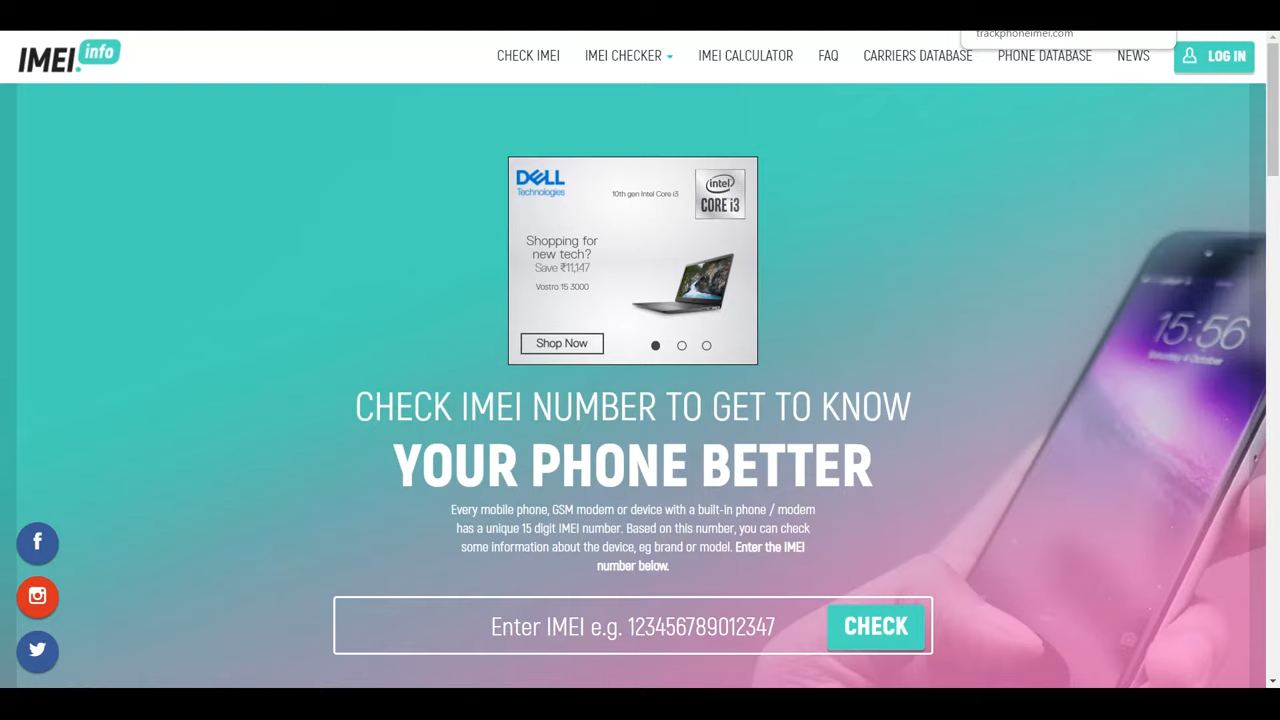 trackphoneimei.com
IMEI.info
CHECK IMEI
IMEI CHECKER
IMEI CALCULATOR
FAQ
CARRIERS DATABASE
PHONE DATABASE
NEWS
LOG IN
DELL
Technologies
10th gen Intel Core i3
intel
CORE i3
Shopping for
new tech?
Save ₹11,147
Vostro 15 3000
Shop Now
15:56
Saturday 4 October
CHECK IMEI NUMBER TO GET TO KNOW
YOUR PHONE BETTER
Every mobile phone, GSM modem or device with a built-in phone / modem
has a unique 15 digit IMEI number. Based on this number, you can check
some information about the device, eg brand or model. Enter the IMEI
number below.
Enter IMEI e.g. 123456789012347
CHECK